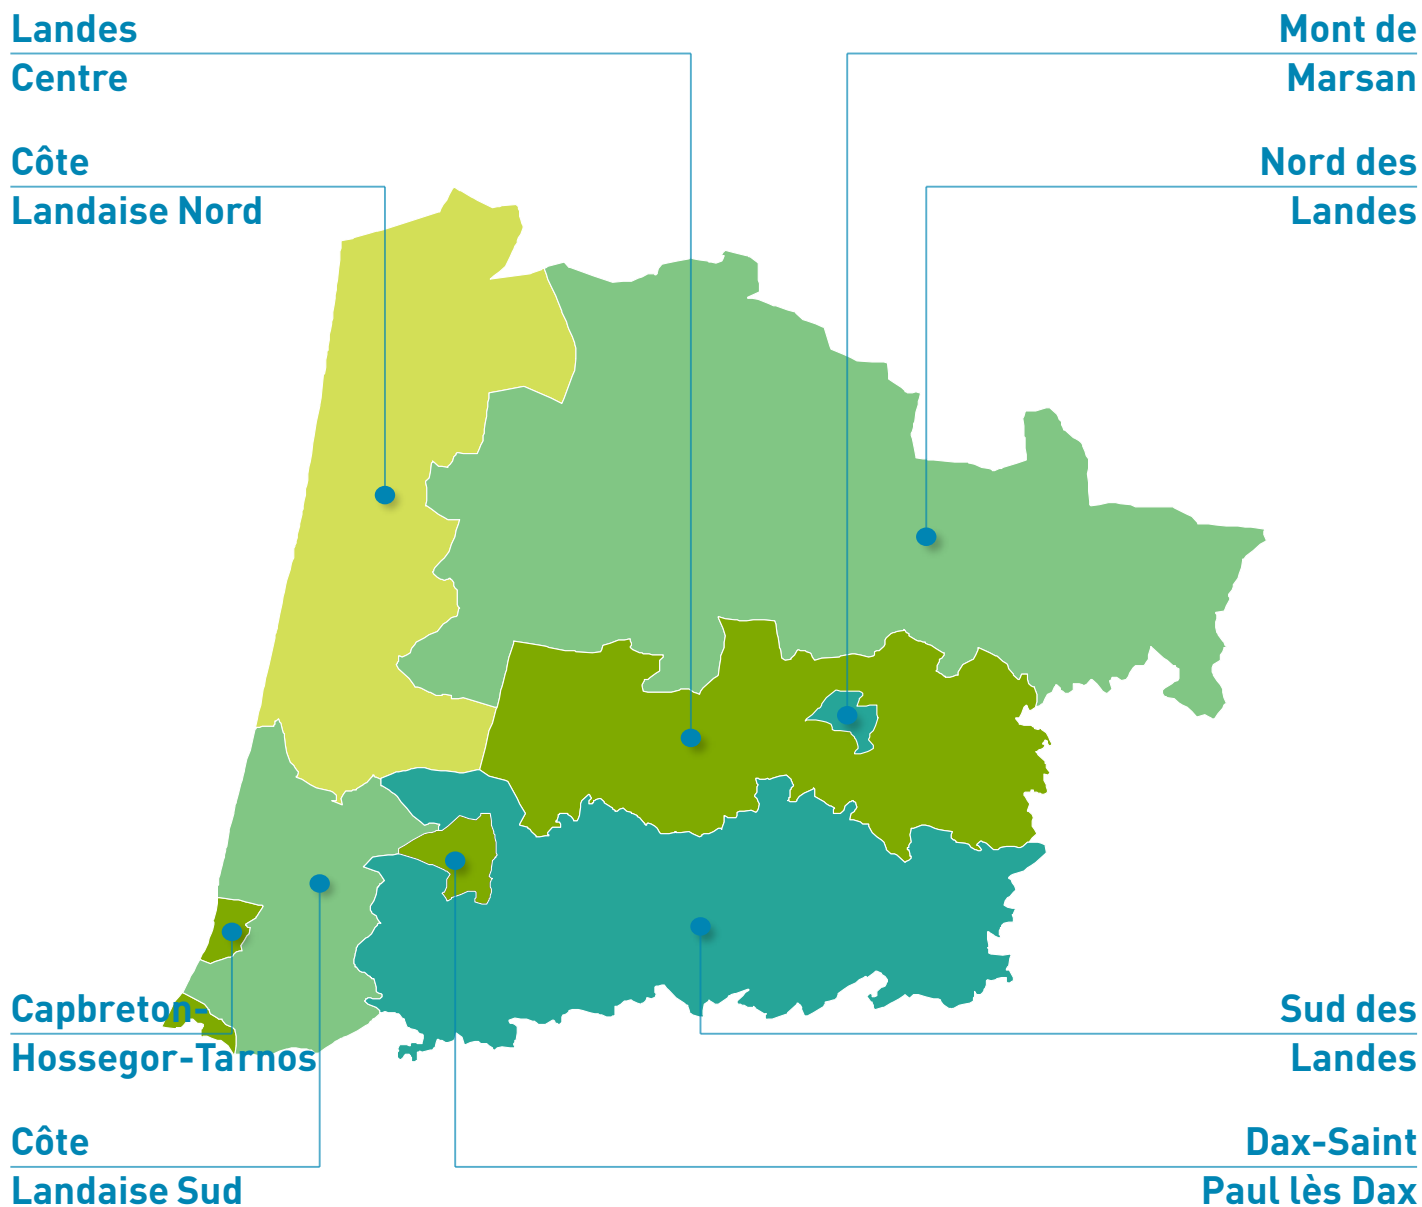 Landes
Centre
Mont de
Marsan
Côte
Landaise Nord
Nord des
Landes
Capbreton-
Hossegor-Tarnos
Sud des
Landes
Côte
Landaise Sud
Dax-Saint
Paul lès Dax